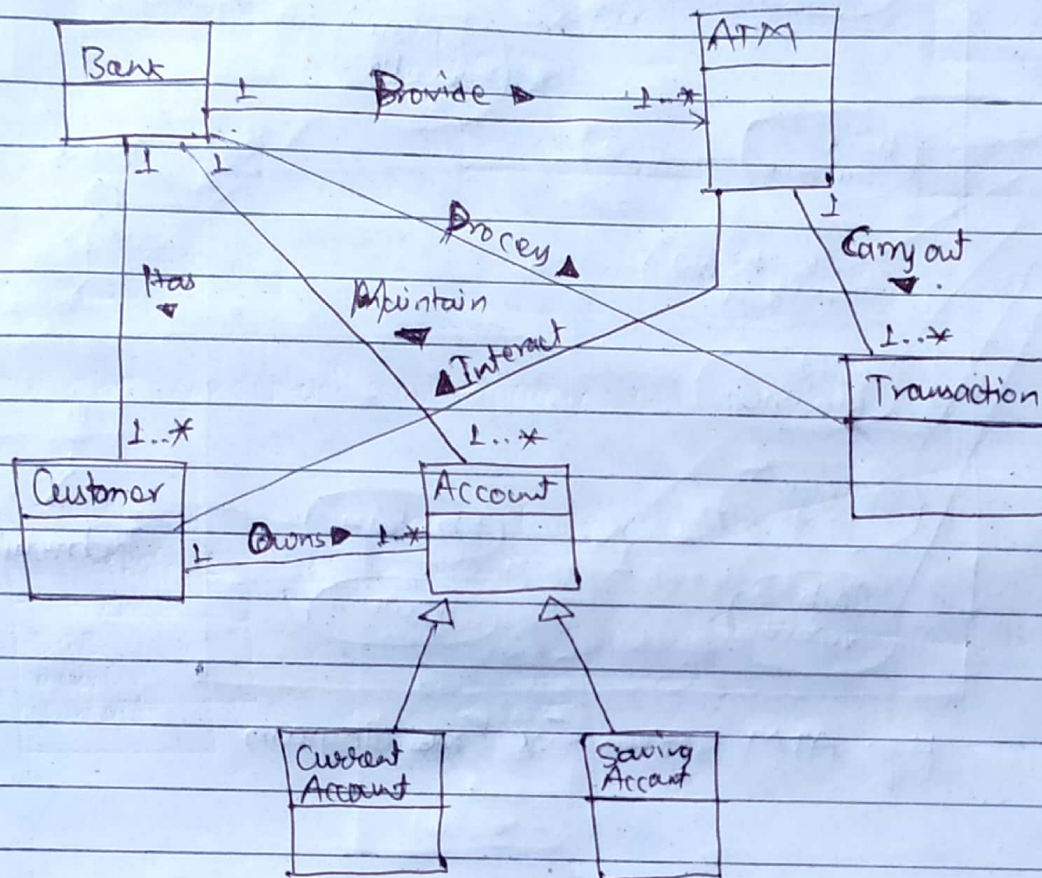 Bank
ATM
1 Provide ► 1..*
1 1
1
Process ▲
Carry out
▼
Has
▼
Maintain
◄
▲ Interact
1..*
Transaction
1..*
1..*
Customer
Account
1 Owns ► 1..*
Current
Account
Saving
Account